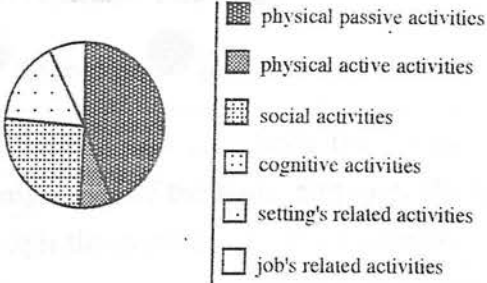 physical passive activities
physical active activities
social activities
cognitive activities
setting's related activities
job's related activities